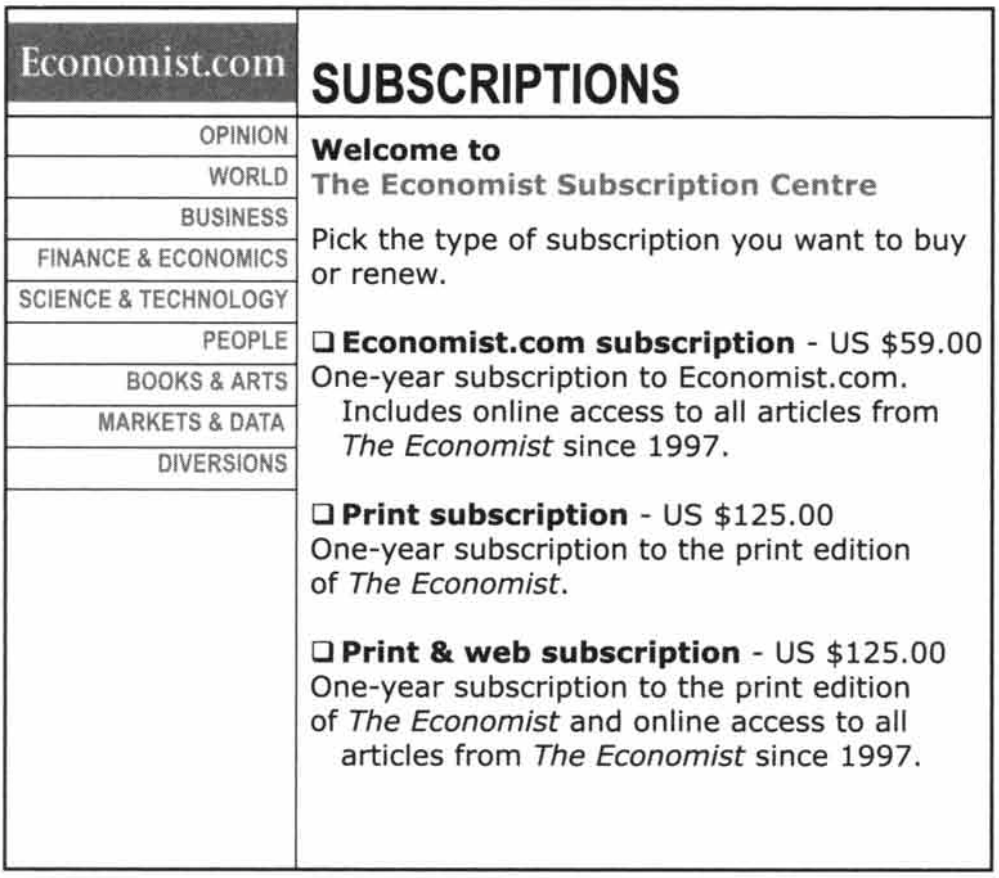 Economist.com
OPINION
WORLD
BUSINESS
FINANCE & ECONOMICS
SCIENCE & TECHNOLOGY
PEOPLE
BOOKS & ARTS
MARKETS & DATA
DIVERSIONS
SUBSCRIPTIONS
Welcome to
The Economist Subscription Centre
Pick the type of subscription you want to buy
or renew.
❑ Economist.com subscription - US $59.00
One-year subscription to Economist.com.
Includes online access to all articles from
The Economist since 1997.
❑ Print subscription - US $125.00
One-year subscription to the print edition
of The Economist.
❑ Print & web subscription - US $125.00
One-year subscription to the print edition
of The Economist and online access to all
articles from The Economist since 1997.